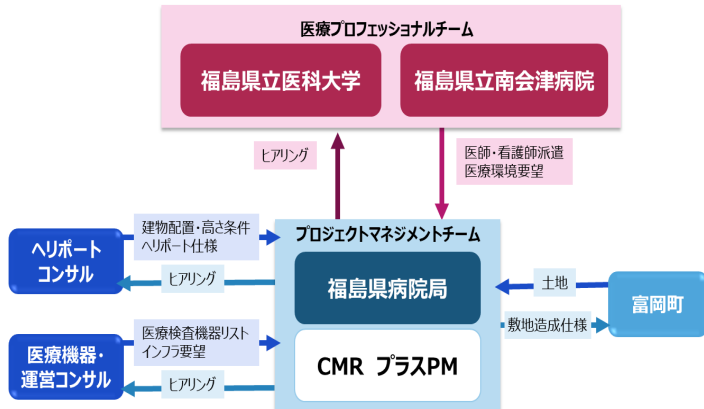 医療プロフェッショナルチーム
福島県立医科大学
福島県立南会津病院
ヒアリング
医師・看護師派遣
医療環境要望
建物配置・高さ条件
ヘリポート仕様
プロジェクトマネジメントチーム
ヘリポート
コンサル
ヒアリング
福島県病院局
土地
富岡町
敷地造成仕様
医療検査機器リスト
インフラ要望
医療機器・
運営コンサル
ヒアリング
CMR プラスPM